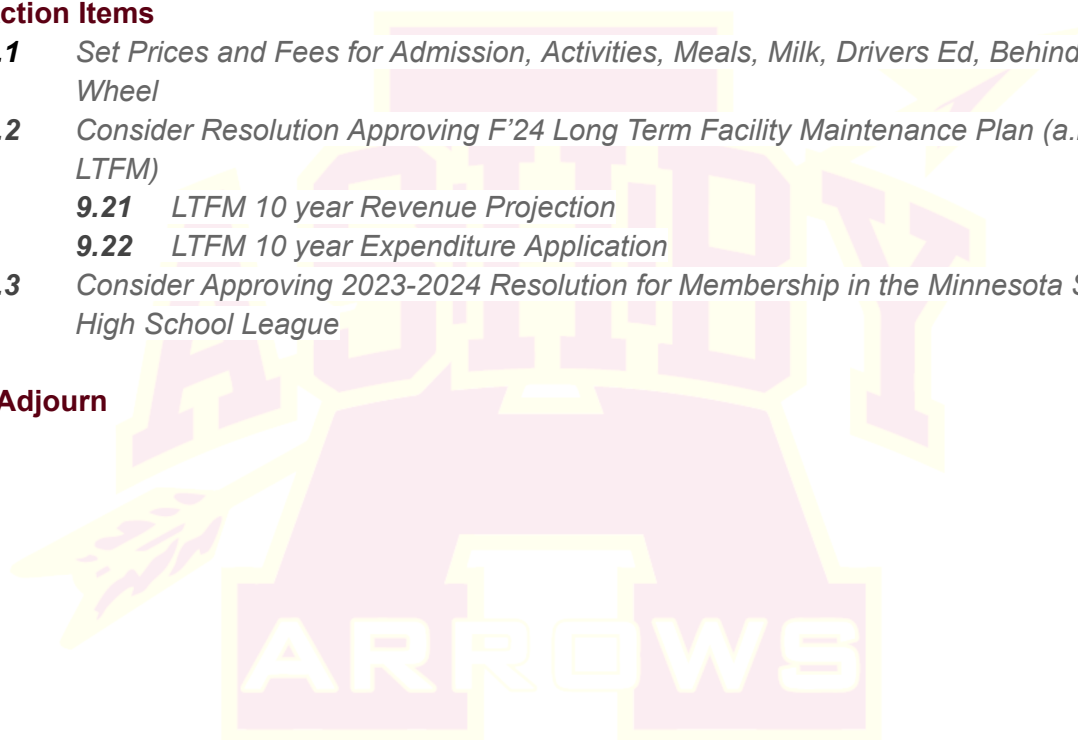 ction Items
.1 Set Prices and Fees for Admission, Activities, Meals, Milk, Drivers Ed, Behind
Wheel
.2 Consider Resolution Approving F'24 Long Term Facility Maintenance Plan (a.
LTFM)
9.21 LTFM 10 year Revenue Projection
9.22 LTFM 10 year Expenditure Application
.3 Consider Approving 2023-2024 Resolution for Membership in the Minnesota S
High School League
Adjourn
ASHBY
ARROWS